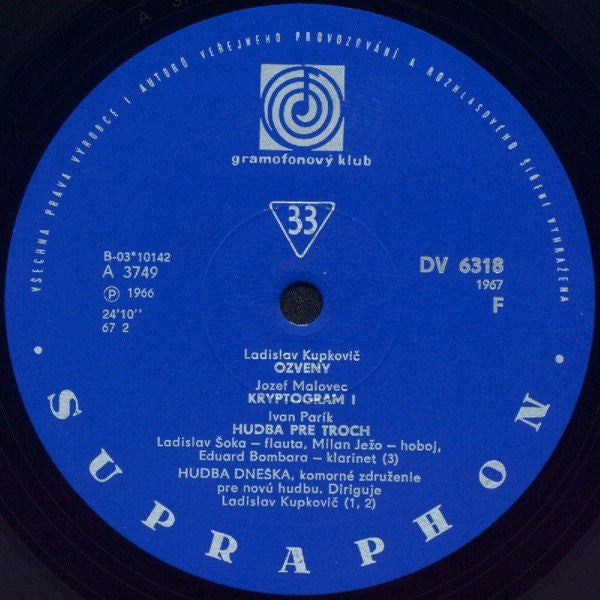 A
VŠECHNA PRÁVA VÝROBCE I AUTORŮ VEŘEJNÉHO PROVOZOVÁNÍ A ROZHLASOVÉHO ŠÍŘENÍ VYHRAZENA
gramofonový klub
33
B-03*10142
A 3749
Ⓟ 1966
24'10''
67 2
DV 6318
1967
F
Ladislav Kupkovič
OZVENY
Jozef Malovec
KRYPTOGRAM I
Ivan Parík
HUDBA PRE TROCH
Ladislav Šoka – flauta, Milan Ježo – hoboj,
Eduard Bombara – klarinet (3)
HUDBA DNEŠKA, komorné združenie
pre novú hudbu. Diriguje
Ladislav Kupkovič (1, 2)
• SUPRAPHON •